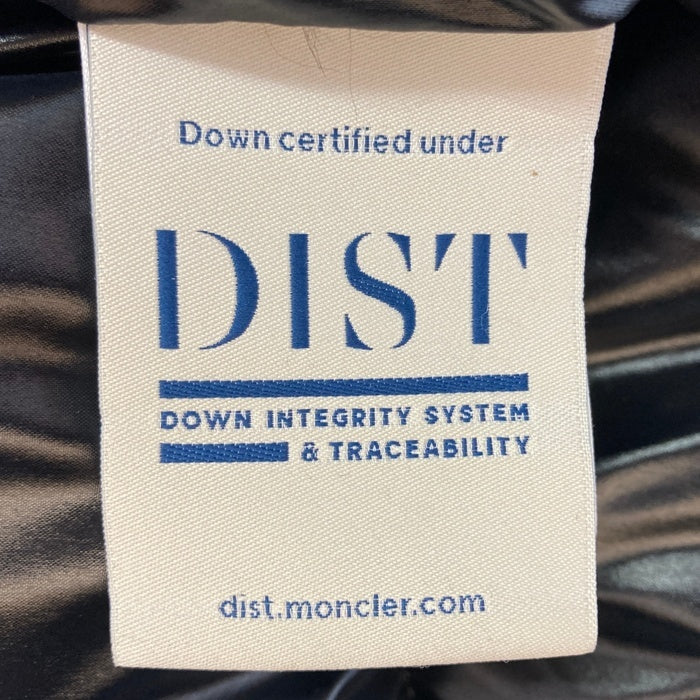 Down certified under
DIST
DOWN INTEGRITY SYSTEM
& TRACEABILITY
dist.moncler.com